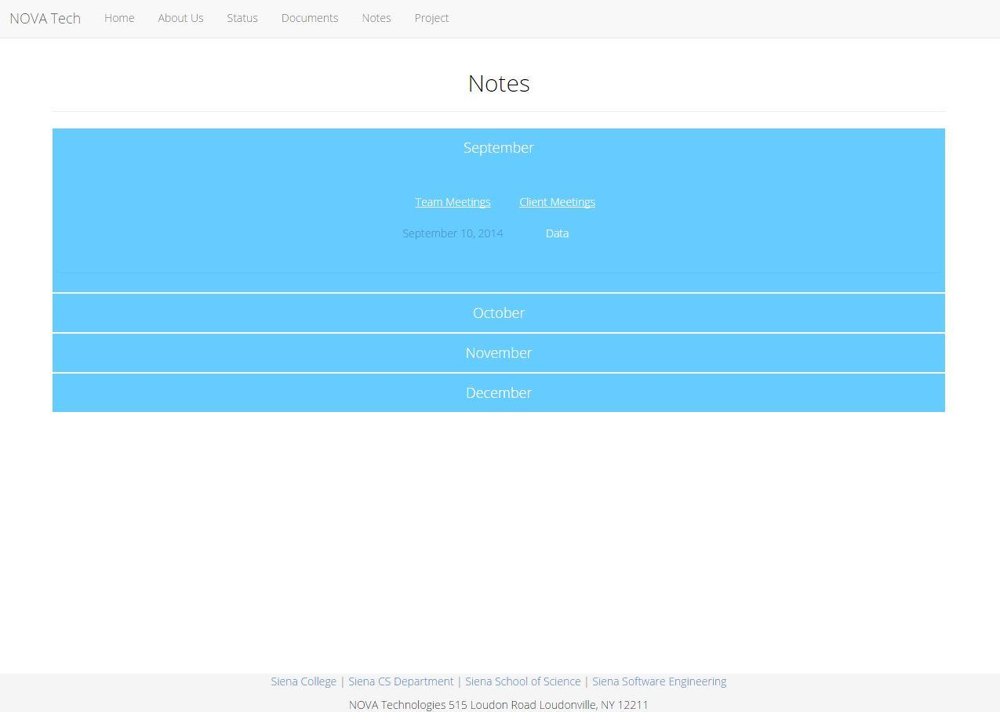 NOVA Tech Home About Us Status Documents Notes Project
Notes
September
Team Meetings Client Meetings
September 10, 2014 Data
October
November
December
Siena College | Siena CS Department | Siena School of Science | Siena Software Engineering
NOVA Technologies 515 Loudon Road Loudonville, NY 12211